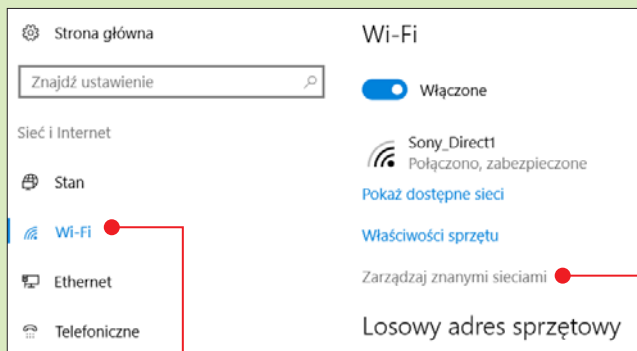 Strona główna
Znajdź ustawienie
Sieć i Internet
Stan
Wi-Fi
Ethernet
Telefoniczne
Wi-Fi
Włączone
Sony_Direct1
Połączono, zabezpieczone
Pokaż dostępne sieci
Właściwości sprzętu
Zarządzaj znanymi sieciami
Losowy adres sprzętowy